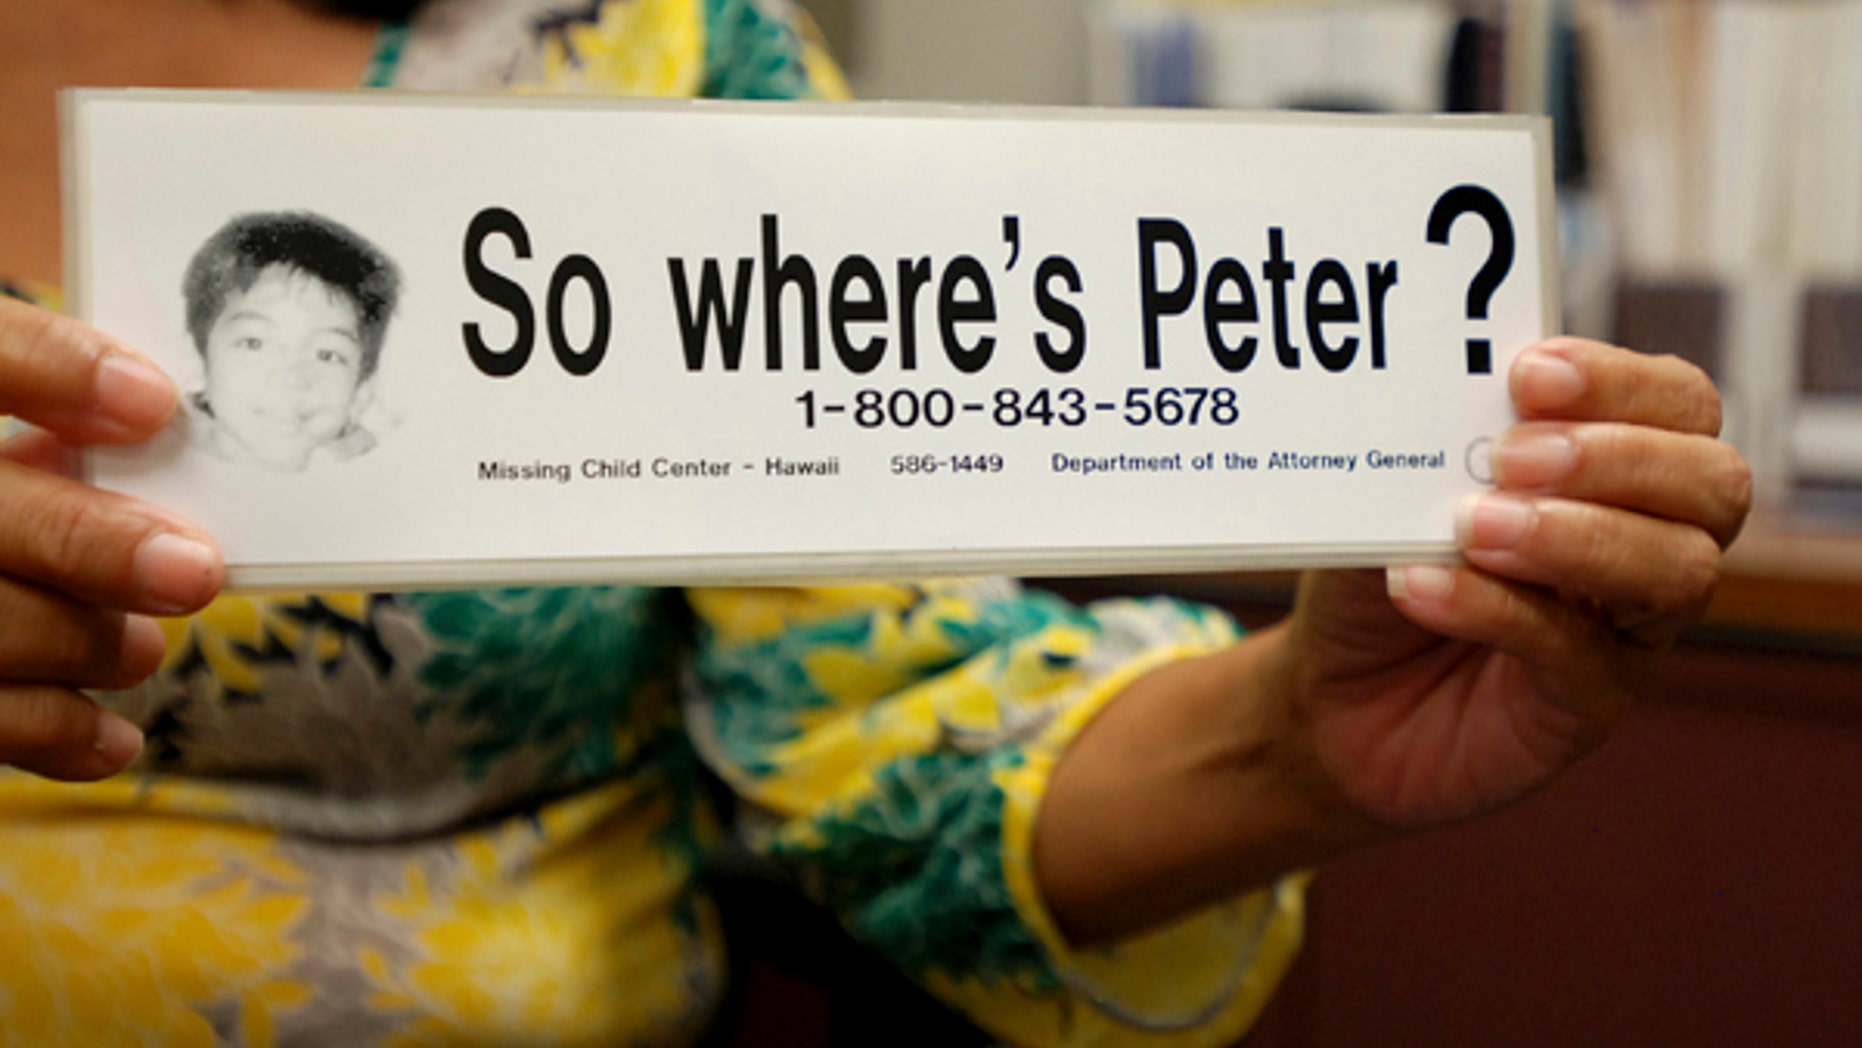 So where's Peter?
1-800-843-5678
Missing Child Center - Hawaii 586-1449 Department of the Attorney General